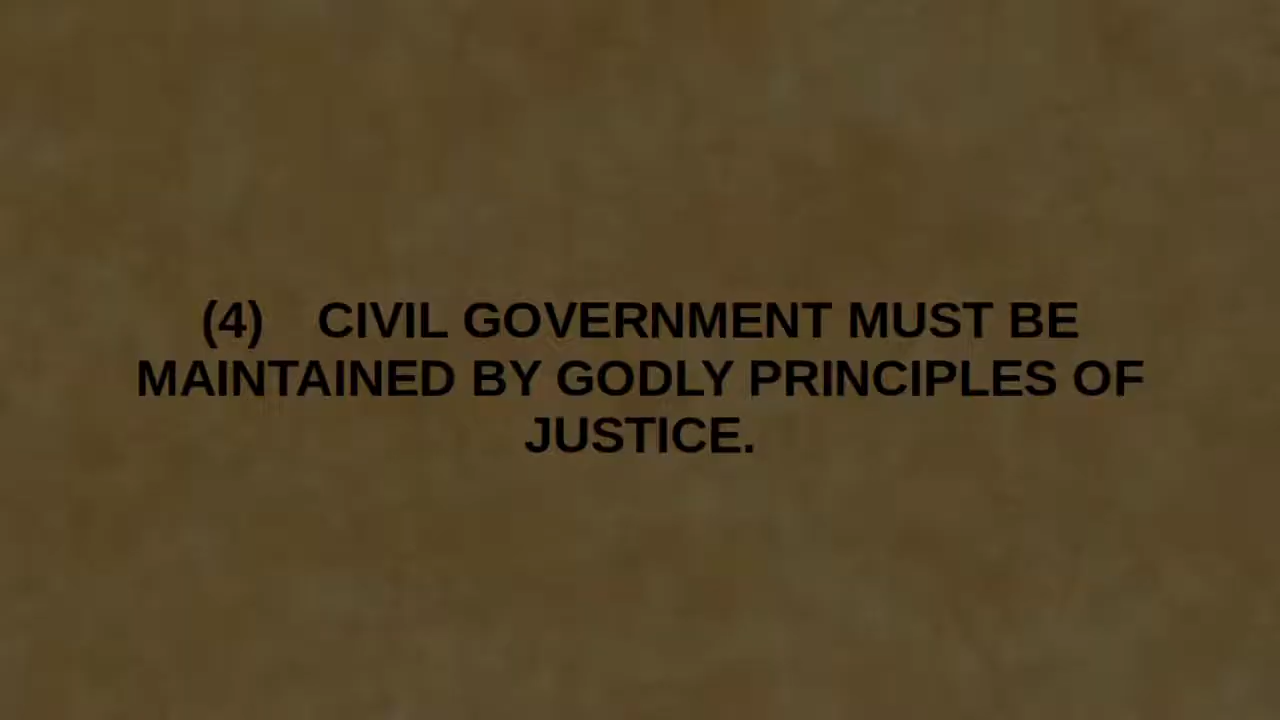 (4) CIVIL GOVERNMENT MUST BE
MAINTAINED BY GODLY PRINCIPLES OF
JUSTICE.